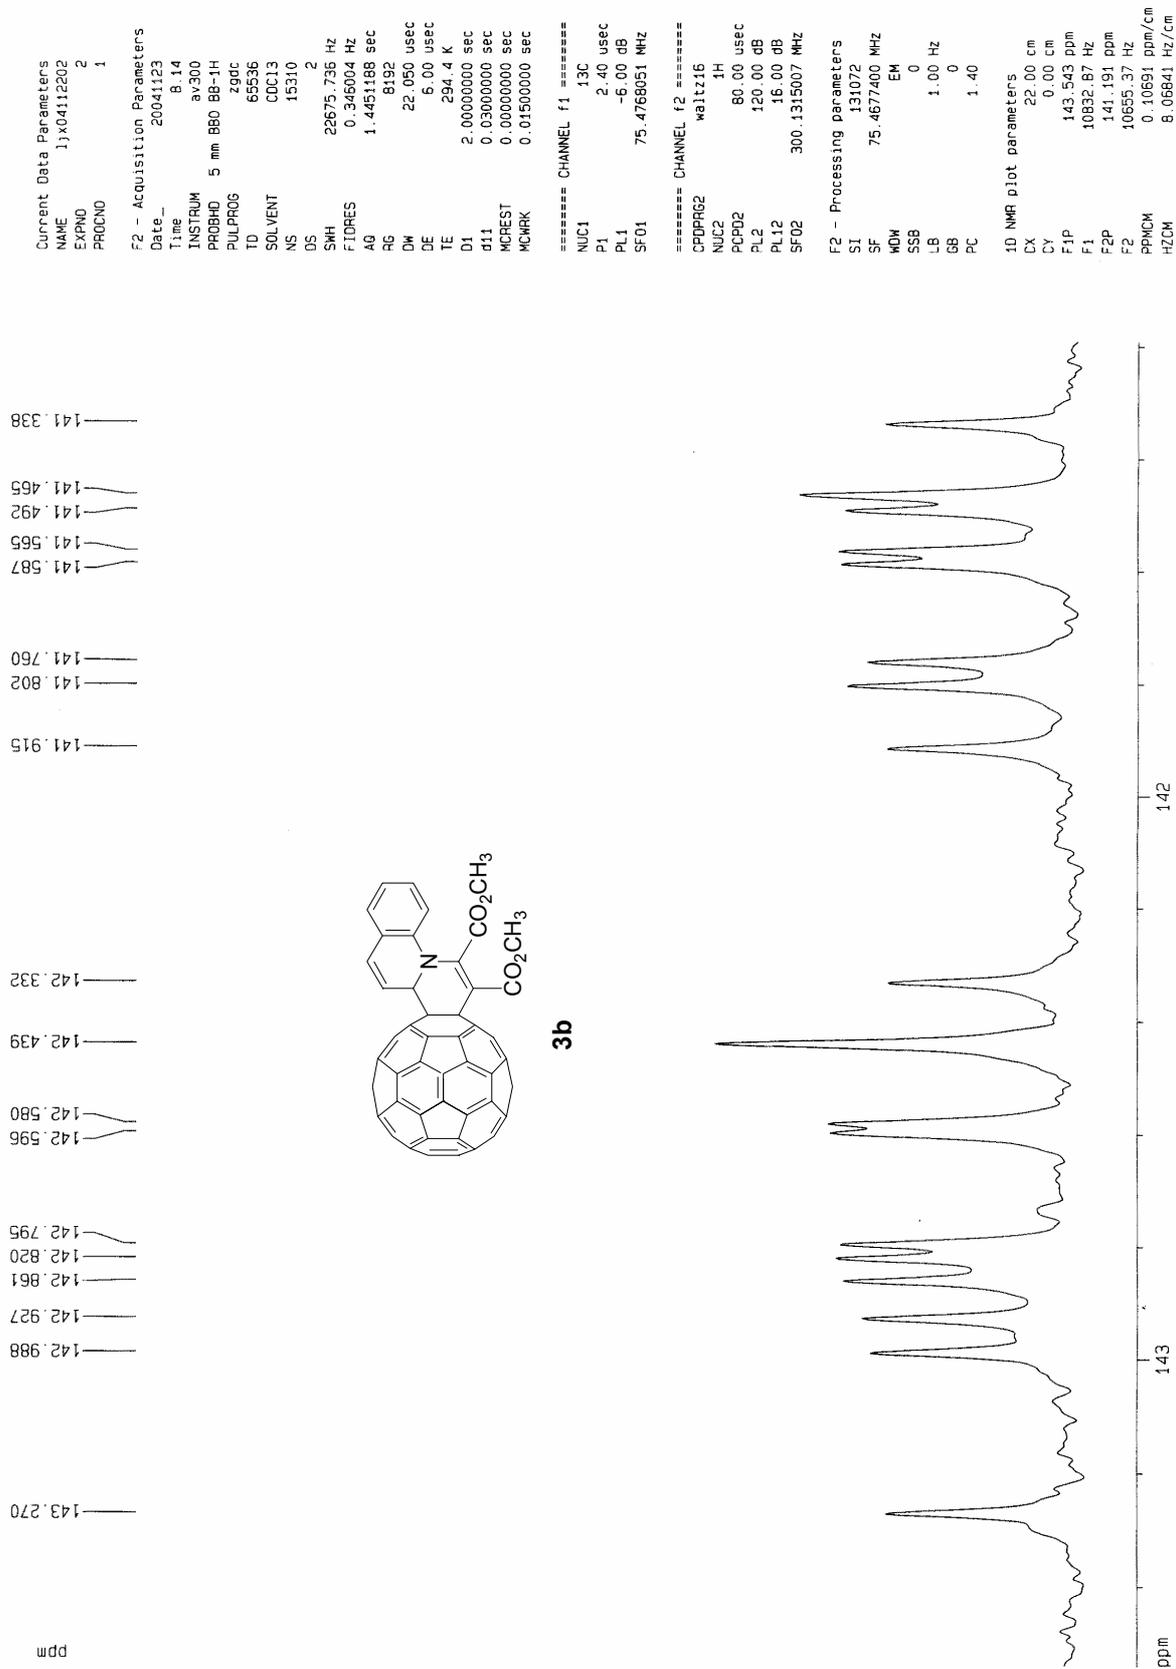 Current Data Parameters
NAME ljx04112202
EXPNO 2
PROCNO 1
F2 - Acquisition Parameters
Date_ 20041123
Time 8.14
INSTRUM av300
PROBHD 5 mm BBO BB-1H
PULPROG zgdc
TD 65536
SOLVENT CDCl3
NS 15310
DS 2
SWH 22675.736 Hz
FIDRES 0.346004 Hz
AQ 1.4451188 sec
RG 8192
DW 22.050 usec
DE 6.00 usec
TE 294.4 K
D1 2.00000000 sec
d11 0.03000000 sec
MCREST 0.00000000 sec
MCWRK 0.01500000 sec
======== CHANNEL f1 ========
NUC1 13C
P1 2.40 usec
PL1 -6.00 dB
SFO1 75.4768051 MHz
======== CHANNEL f2 ========
CPDPRG2 waltz16
NUC2 1H
PCPD2 80.00 usec
PL2 120.00 dB
PL12 16.00 dB
SFO2 300.1315007 MHz
F2 - Processing parameters
SI 131072
SF 75.4677400 MHz
WDW EM
SSB 0
LB 1.00 Hz
GB 0
PC 1.40
1D NMR plot parameters
CX 22.00 cm
CY 0.00 cm
F1P 143.543 ppm
F1 10832.87 Hz
F2P 141.191 ppm
F2 10655.37 Hz
PPMCM 0.10691 ppm/cm
HZCM 8.06841 Hz/cm
ppm
143.270
142.988
142.927
142.861
142.820
142.795
142.596
142.580
142.439
142.332
141.915
141.802
141.760
141.587
141.565
141.492
141.465
141.338
N
CO2CH3
CO2CH3
3b
ppm
143
142